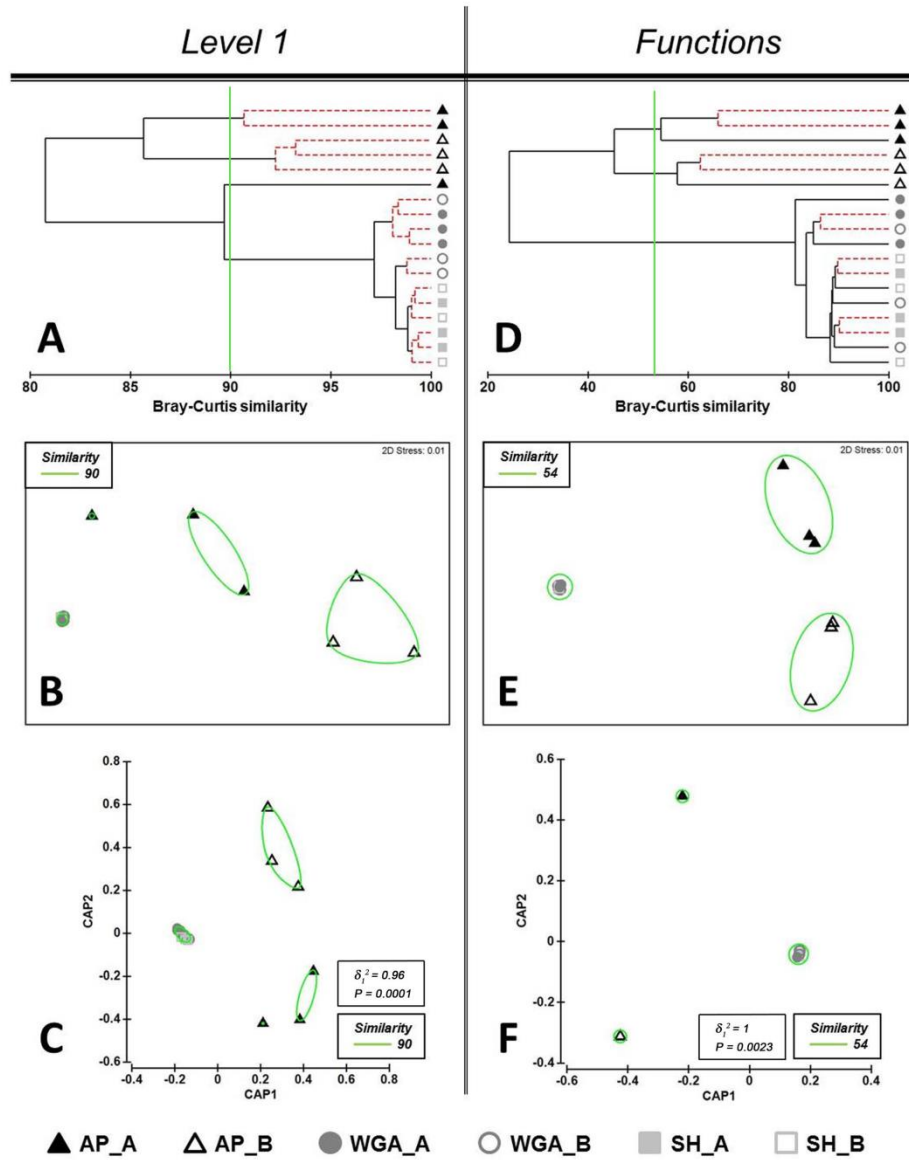 Level 1
Functions
A
80 85 90 95 100
Bray-Curtis similarity
D
20 40 60 80 100
Bray-Curtis similarity
Similarity
90
2D Stress: 0.01
B
Similarity
54
2D Stress: 0.01
E
0.8
0.6
0.4
0.2
0
-0.2
-0.4
-0.6
CAP2
-0.4 -0.2 0 0.2 0.4 0.6 0.8
CAP1
δ₁² = 0.96
P = 0.0001
Similarity
90
C
0.6
0.4
0.2
0
-0.2
-0.4
CAP2
-0.6 -0.4 -0.2 0 0.2 0.4
CAP1
δ₁² = 1
P = 0.0023
Similarity
54
F
AP_A AP_B WGA_A WGA_B SH_A SH_B